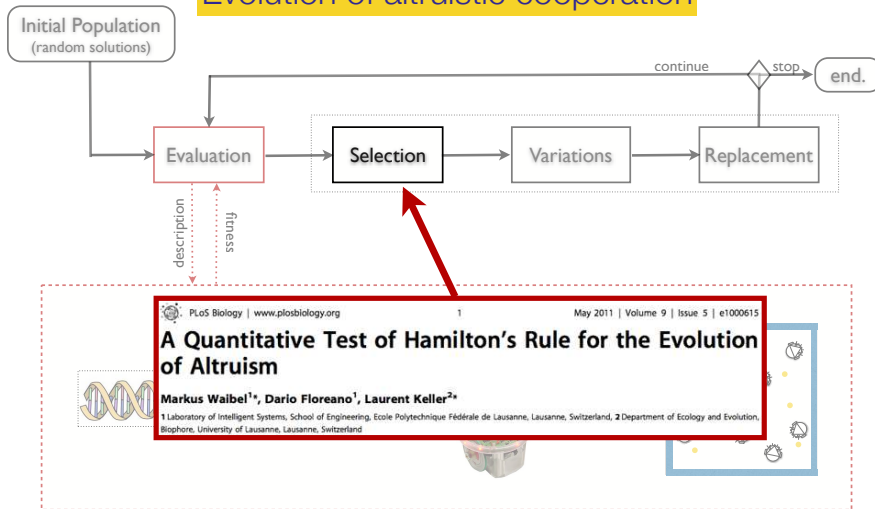 Evolution of altruistic cooperation
Initial Population
(random solutions)
continue
stop
end.
Evaluation
Selection
Variations
Replacement
description
fitness
PLoS Biology | www.plosbiology.org
1
May 2011 | Volume 9 | Issue 5 | e1000615
A Quantitative Test of Hamilton's Rule for the Evolution
of Altruism
Markus Waibel1*, Dario Floreano1, Laurent Keller2*
1 Laboratory of Intelligent Systems, School of Engineering, Ecole Polytechnique Fédérale de Lausanne, Lausanne, Switzerland, 2 Department of Ecology and Evolution,
Biophore, University of Lausanne, Lausanne, Switzerland